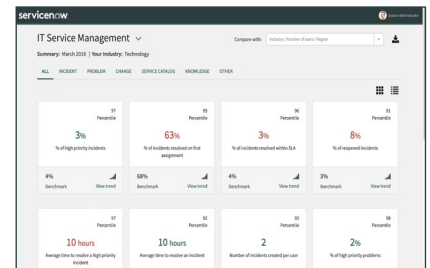 servicenow
System Administrator
IT Service Management
Compare with: Industry / Number of users / Region
Summary: March 2019 | Your Industry: Technology
ALL INCIDENT PROBLEM CHANGE SERVICE CATALOG KNOWLEDGE OTHER
97 95 96 91
Percentile Percentile Percentile Percentile
3% 63% 3% 8%
% of high priority incidents % of incidents resolved on first assignment % of incidents resolved within SLA % of reopened incidents
4% 68% 4% 3%
Benchmark View trend Benchmark View trend Benchmark View trend Benchmark View trend
97 92 93 98
Percentile Percentile Percentile Percentile
10 hours 10 hours 2 2%
Average time to resolve a high priority incident Average time to resolve an incident Number of incidents created per user % of high priority problems